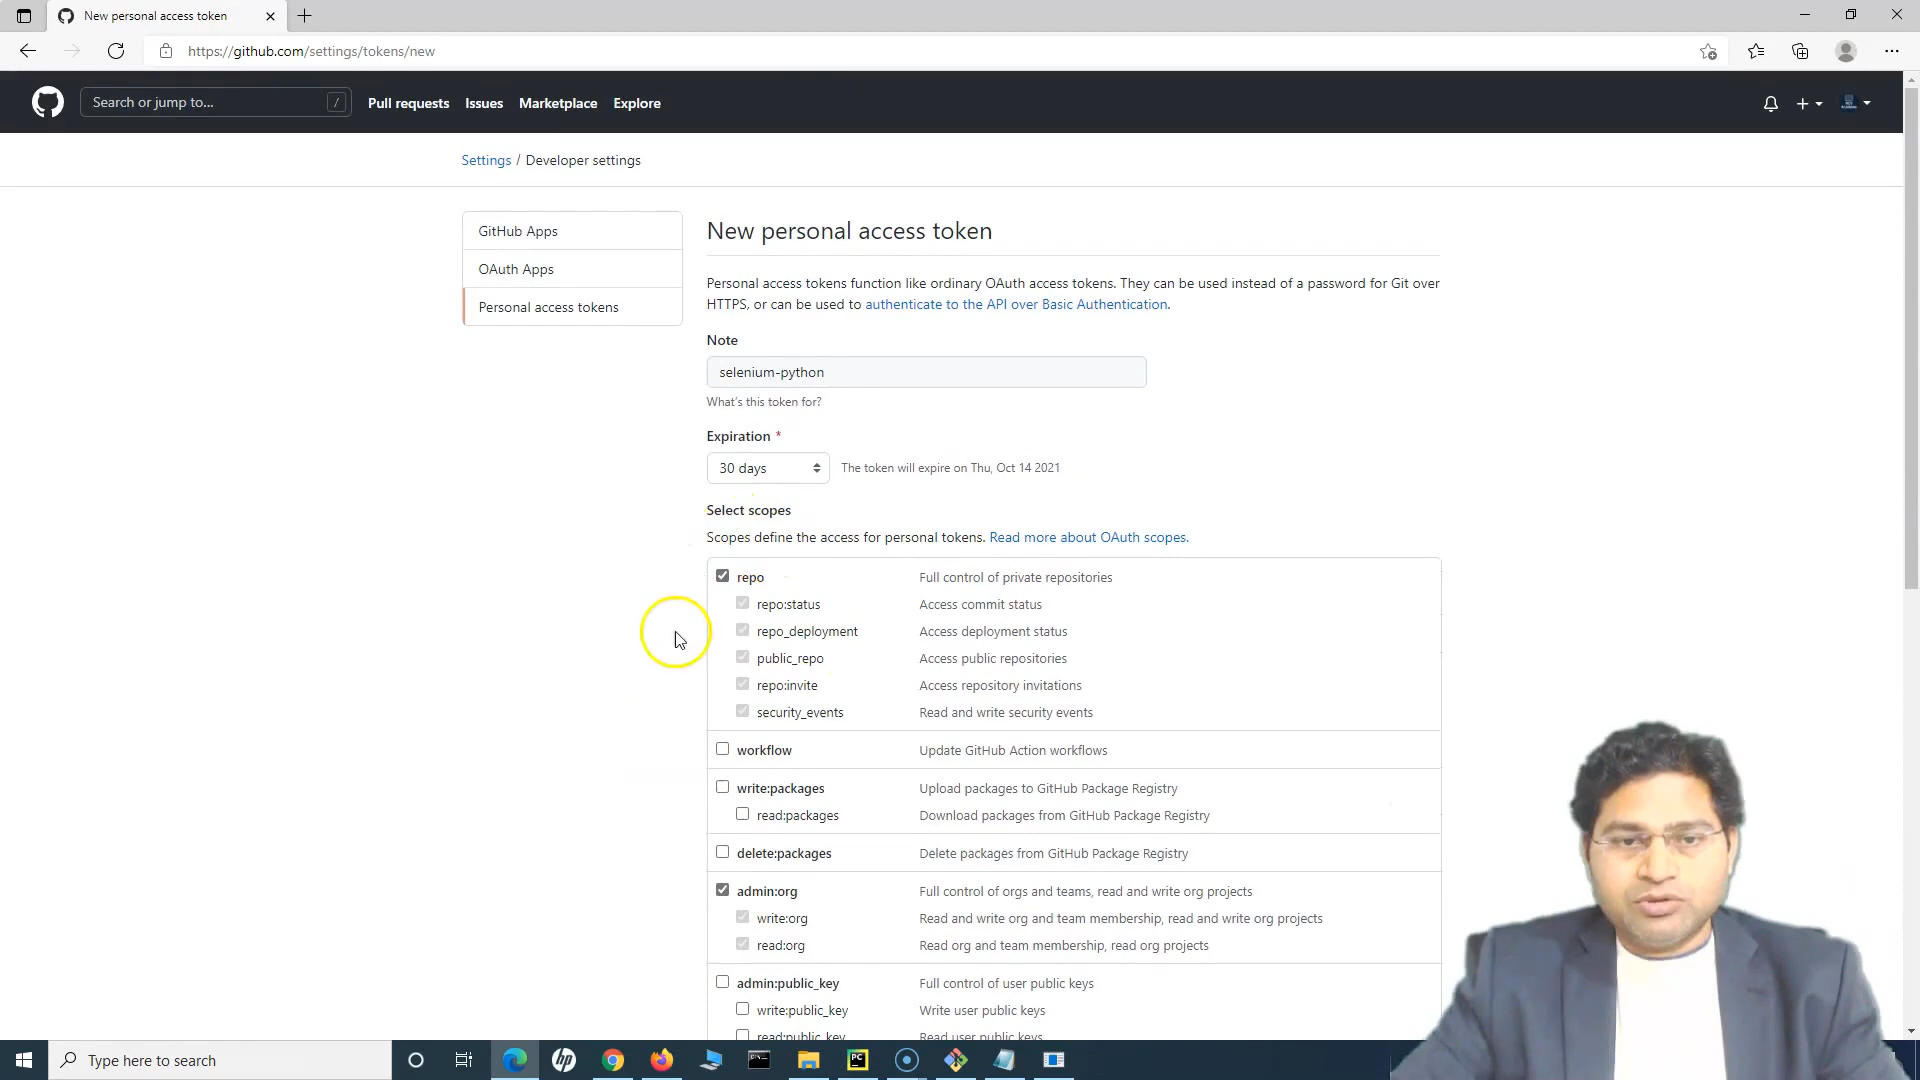 New personal access token
https://github.com/settings/tokens/new
Search or jump to...
/
Pull requests
Issues
Marketplace
Explore
Settings / Developer settings
GitHub Apps
OAuth Apps
Personal access tokens
New personal access token
Personal access tokens function like ordinary OAuth access tokens. They can be used instead of a password for Git over
HTTPS, or can be used to authenticate to the API over Basic Authentication.
Note
selenium-python
What's this token for?
Expiration *
30 days
The token will expire on Thu, Oct 14 2021
Select scopes
Scopes define the access for personal tokens. Read more about OAuth scopes.
repo Full control of private repositories
repo:status Access commit status
repo_deployment Access deployment status
public_repo Access public repositories
repo:invite Access repository invitations
security_events Read and write security events
workflow Update GitHub Action workflows
write:packages Upload packages to GitHub Package Registry
read:packages Download packages from GitHub Package Registry
delete:packages Delete packages from GitHub Package Registry
admin:org Full control of orgs and teams, read and write org projects
write:org Read and write org and team membership, read and write org projects
read:org Read org and team membership, read org projects
admin:public_key Full control of user public keys
write:public_key Write user public keys
read:public_key Read user public keys
Type here to search
hp
PC